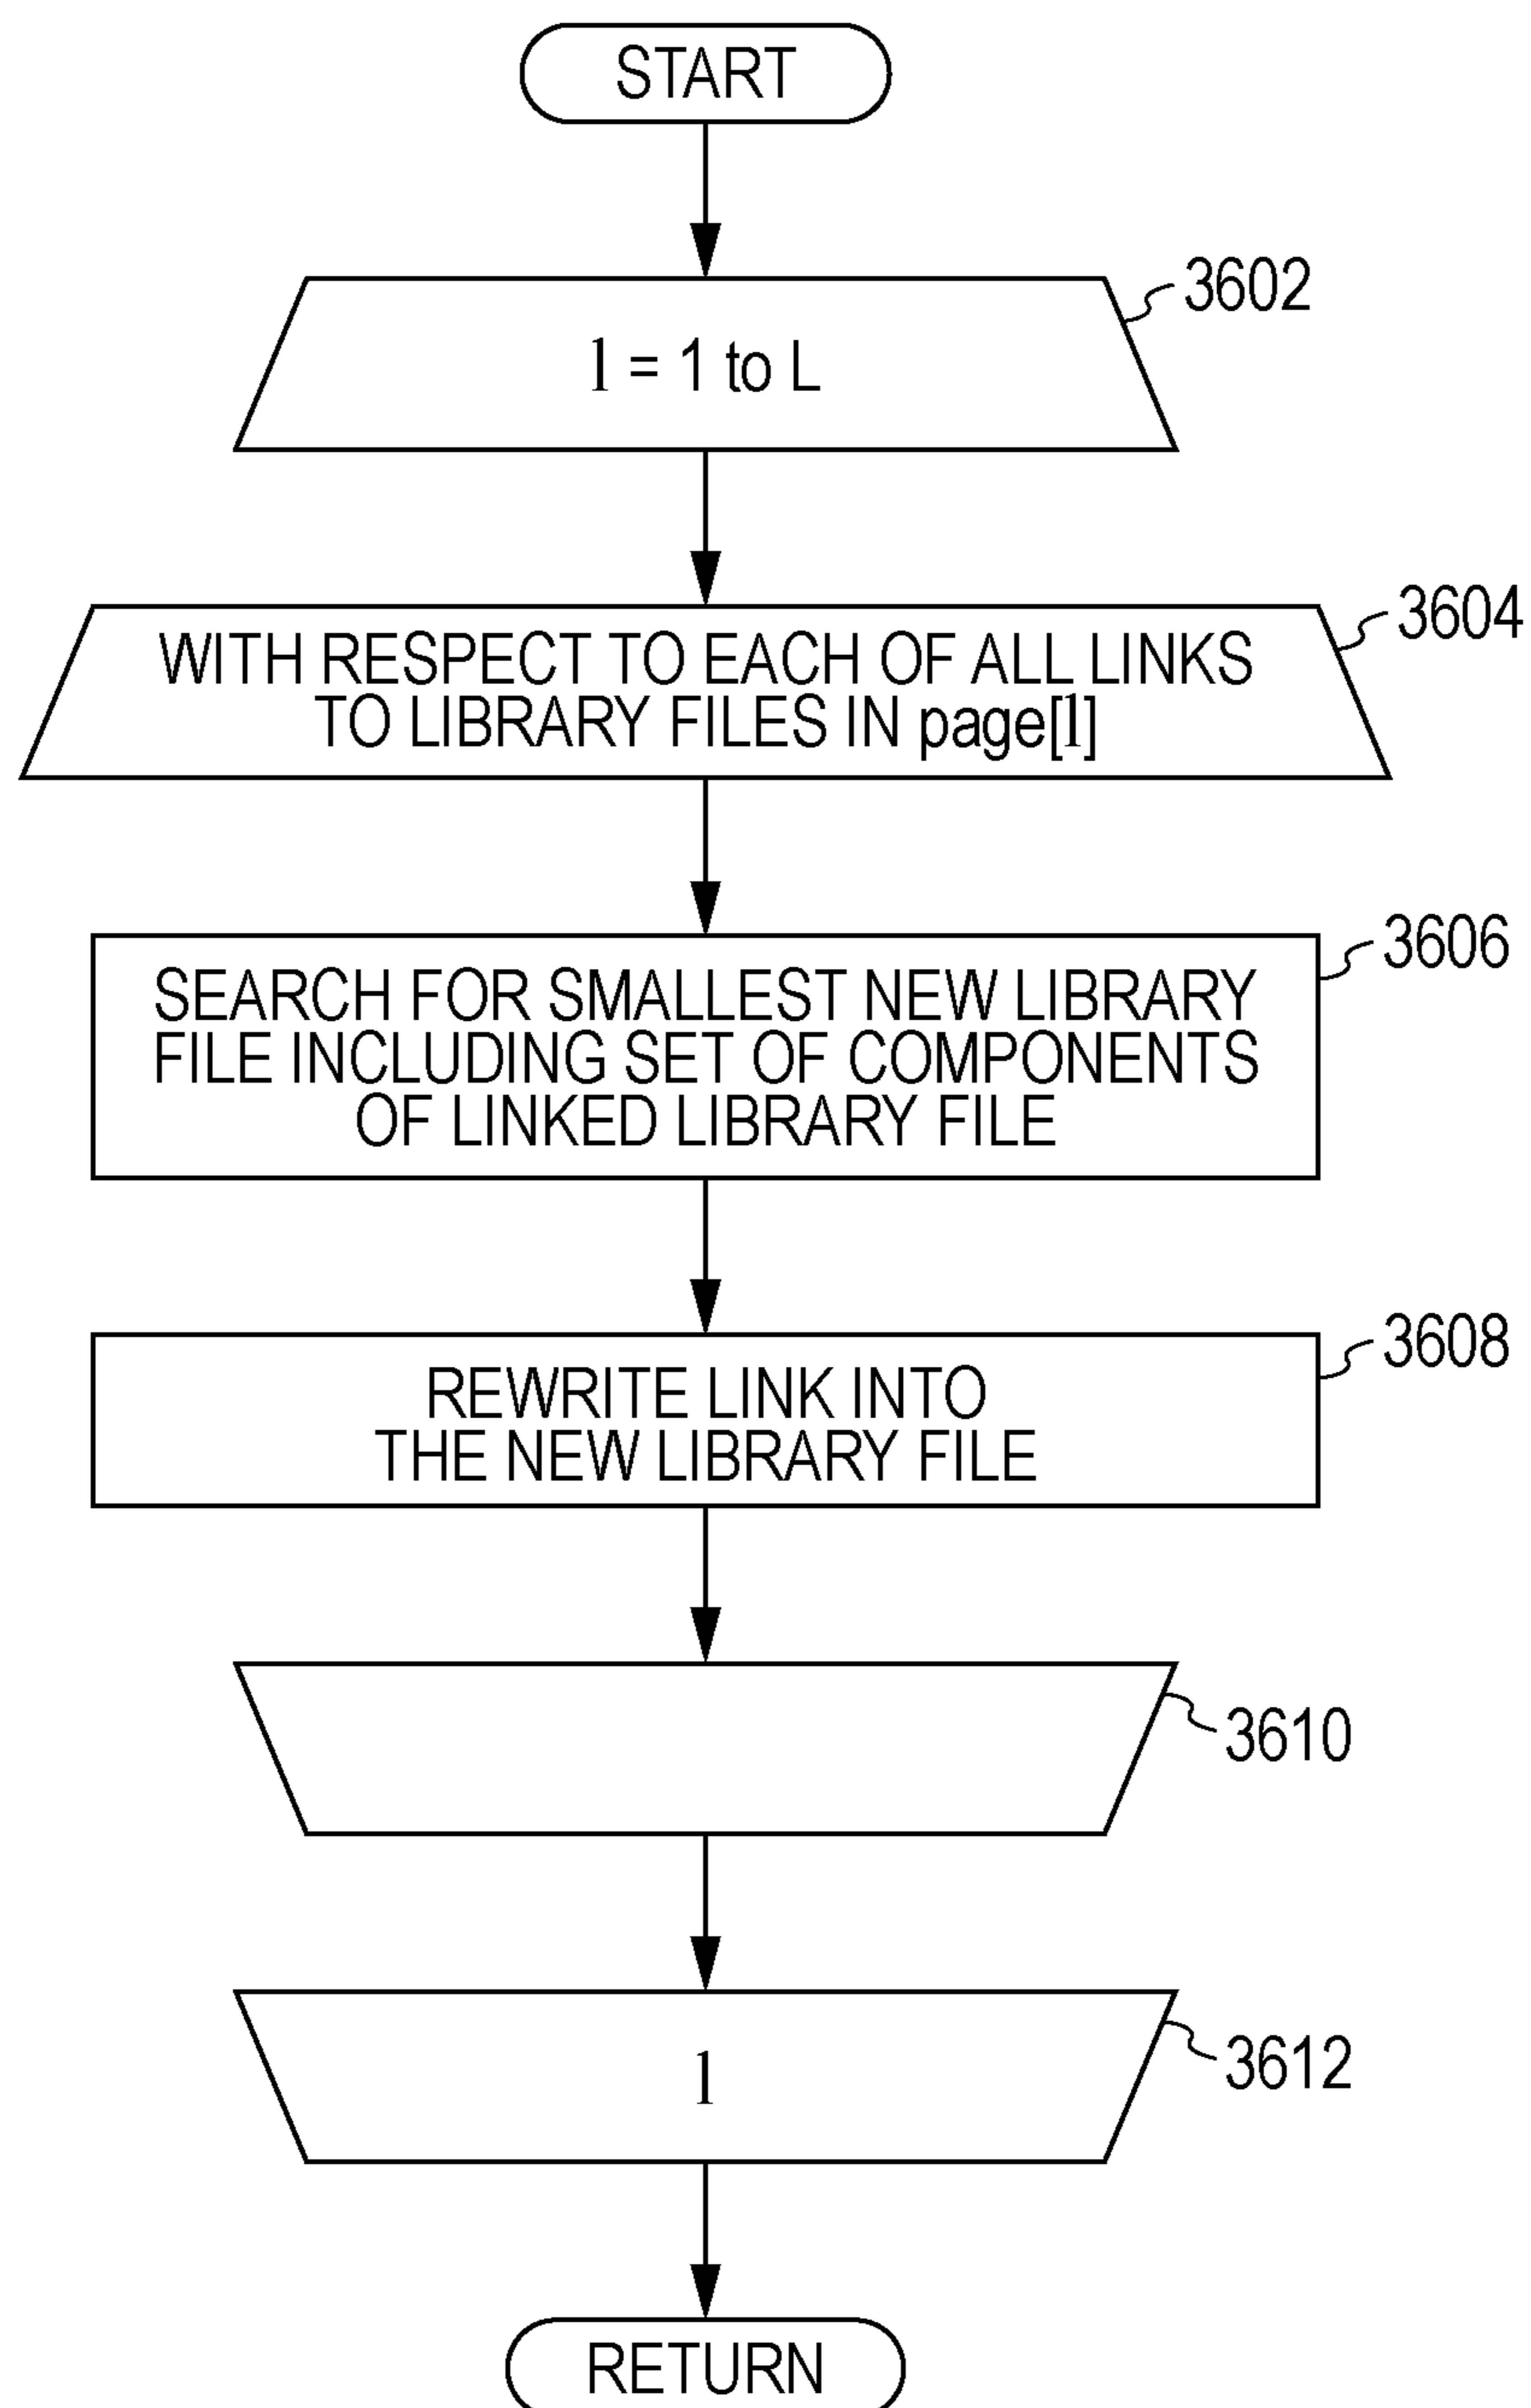 START
3602
l = 1 to L
3604
WITH RESPECT TO EACH OF ALL LINKS
TO LIBRARY FILES IN page[l]
3606
SEARCH FOR SMALLEST NEW LIBRARY
FILE INCLUDING SET OF COMPONENTS
OF LINKED LIBRARY FILE
3608
REWRITE LINK INTO
THE NEW LIBRARY FILE
3610
3612
l
RETURN